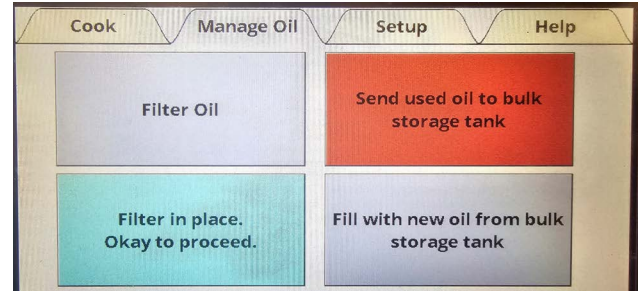 Cook Manage Oil Setup Help
Filter Oil
Send used oil to bulk
storage tank
Filter in place.
Okay to proceed.
Fill with new oil from bulk
storage tank